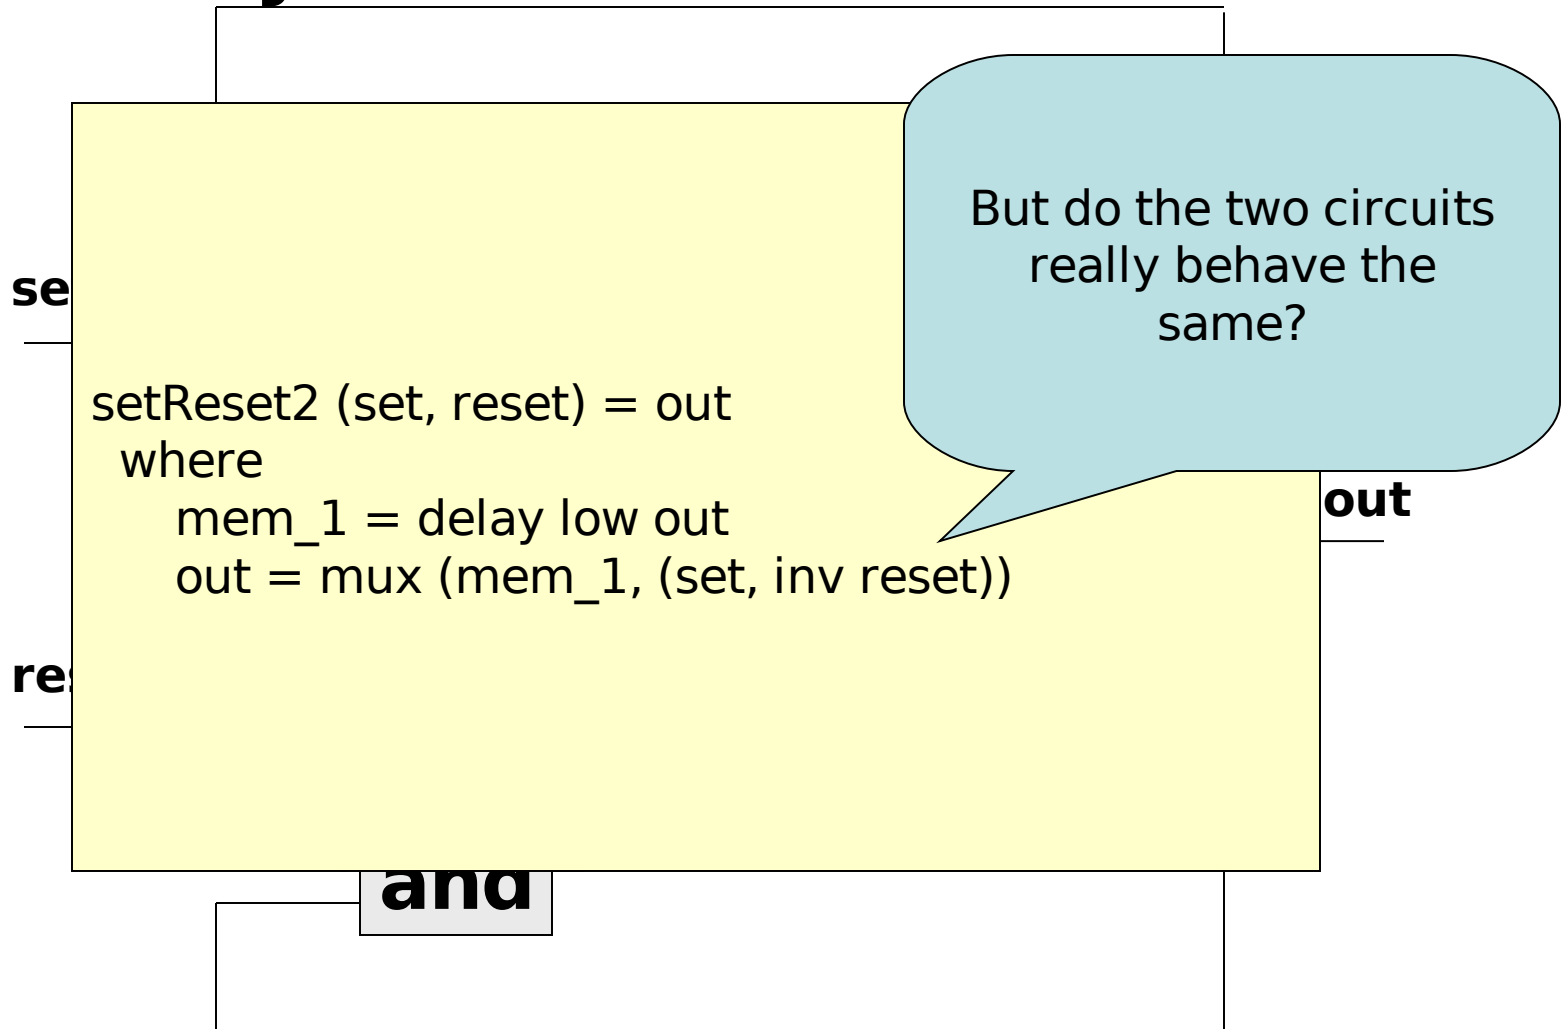 But do the two circuits
really behave the
same?
se
setReset2 (set, reset) = out
where
mem_1 = delay low out
out
out = mux (mem_1, (set, inv reset))
res
and